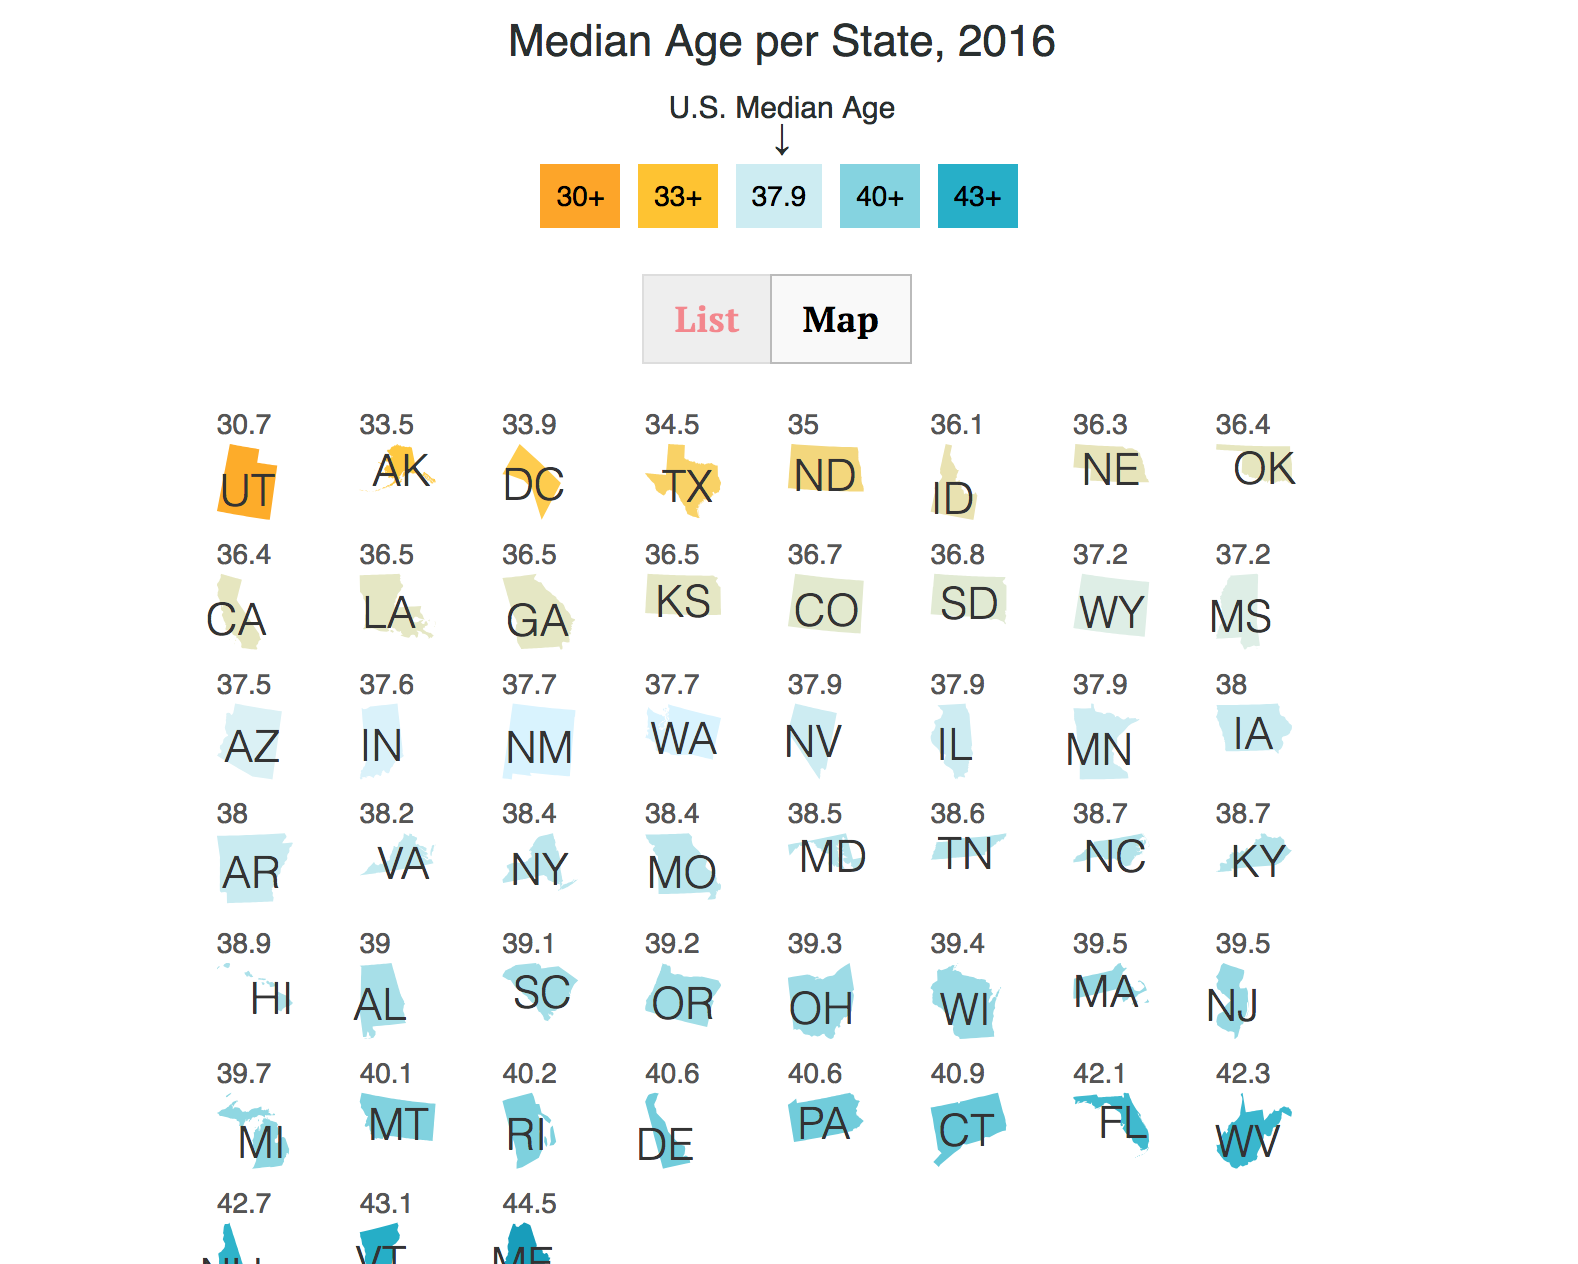 Median Age per State, 2016
U.S. Median Age
30+ 33+ 37.9 40+ 43+
List Map
30.7 33.5 33.9 34.5 35 36.1 36.3 36.4
UT AK DC TX ND ID NE OK
36.4 36.5 36.5 36.5 36.7 36.8 37.2 37.2
CA LA GA KS CO SD WY MS
37.5 37.6 37.7 37.7 37.9 37.9 37.9 38
AZ IN NM WA NV IL MN IA
38 38.2 38.4 38.4 38.5 38.6 38.7 38.7
AR VA NY MO MD TN NC KY
38.9 39 39.1 39.2 39.3 39.4 39.5 39.5
HI AL SC OR OH WI MA NJ
39.7 40.1 40.2 40.6 40.6 40.9 42.1 42.3
MI MT RI DE PA CT FL WV
42.7 43.1 44.5
VT ME